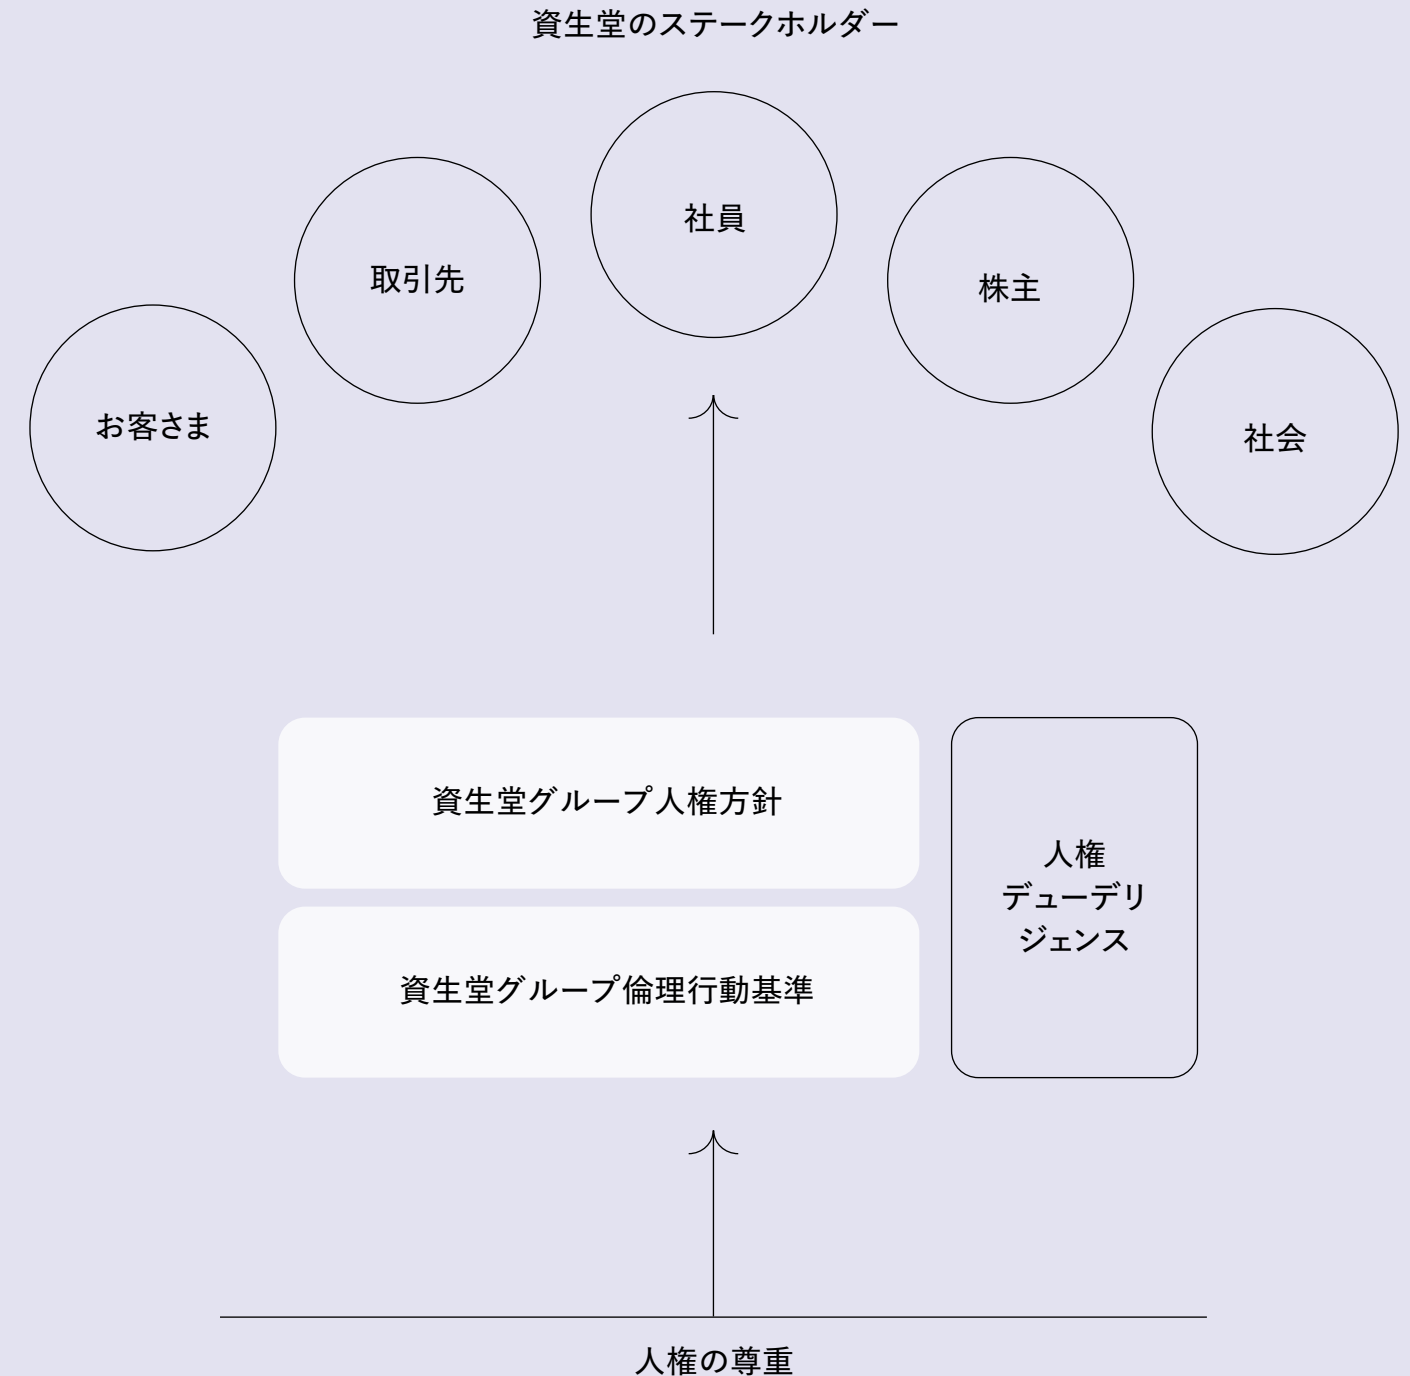 資生堂のステークホルダー
社員
取引先
株主
お客さま
社会
資生堂グループ人権方針
人権
デューデリ
ジェンス
資生堂グループ倫理行動基準
人権の尊重